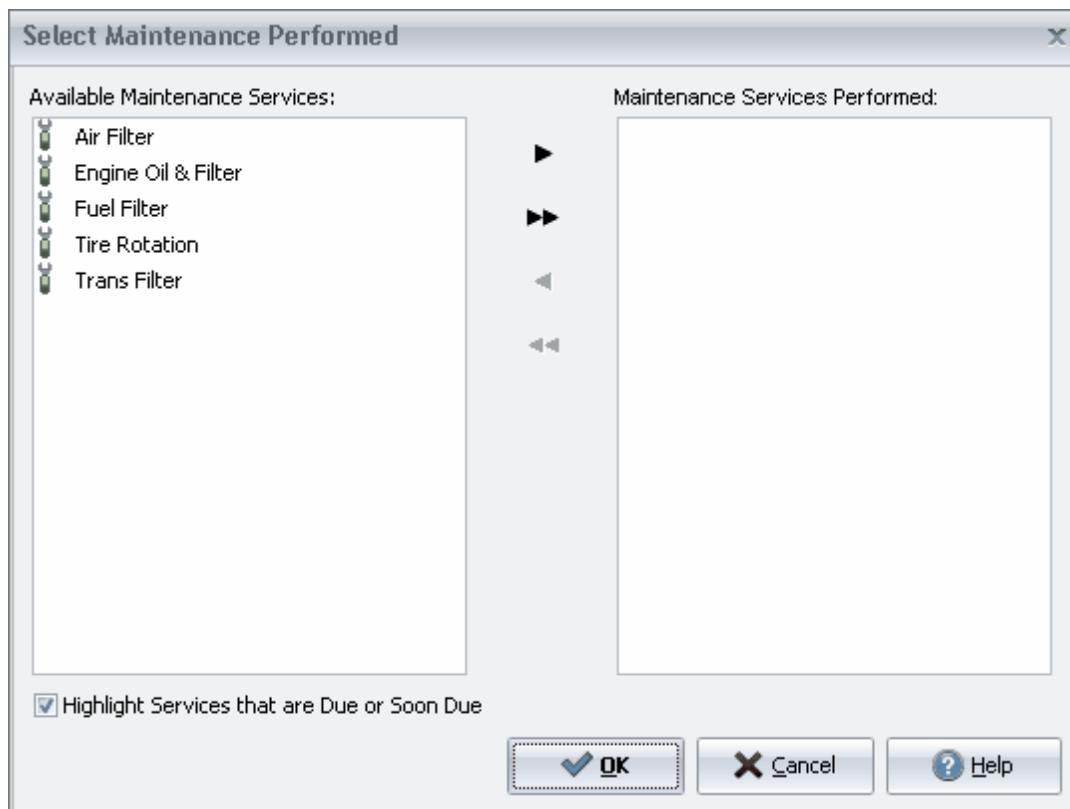 Select Maintenance Performed
Available Maintenance Services:
Air Filter
Engine Oil & Filter
Fuel Filter
Tire Rotation
Trans Filter
Maintenance Services Performed:
Highlight Services that are Due or Soon Due
OK
Cancel
Help